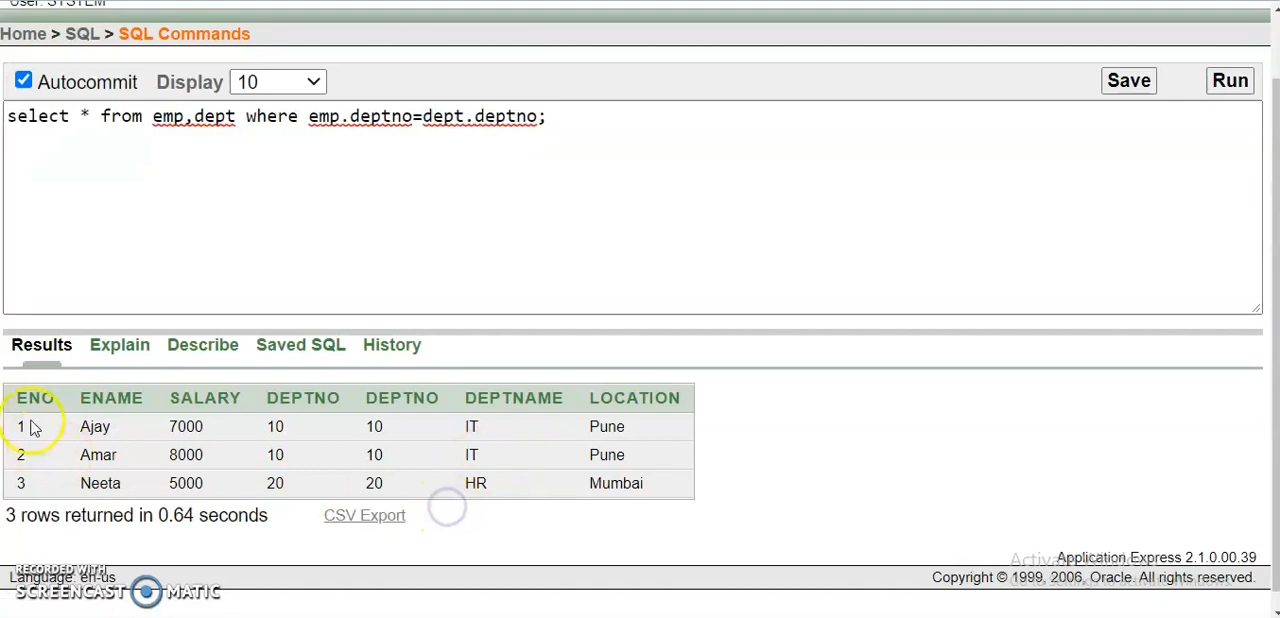 User: SYSTEM
Home > SQL > SQL Commands
Autocommit Display 10 Save Run
select * from emp,dept where emp.deptno=dept.deptno;
Results Explain Describe Saved SQL History
ENO ENAME SALARY DEPTNO DEPTNO DEPTNAME LOCATION
1 Ajay 7000 10 10 IT Pune
2 Amar 8000 10 10 IT Pune
3 Neeta 5000 20 20 HR Mumbai
3 rows returned in 0.64 seconds CSV Export
Application Express 2.1.0.00.39
Language: en-us
Copyright © 1999, 2006, Oracle. All rights reserved.
RECORDED WITH
SCREENCAST MATIC